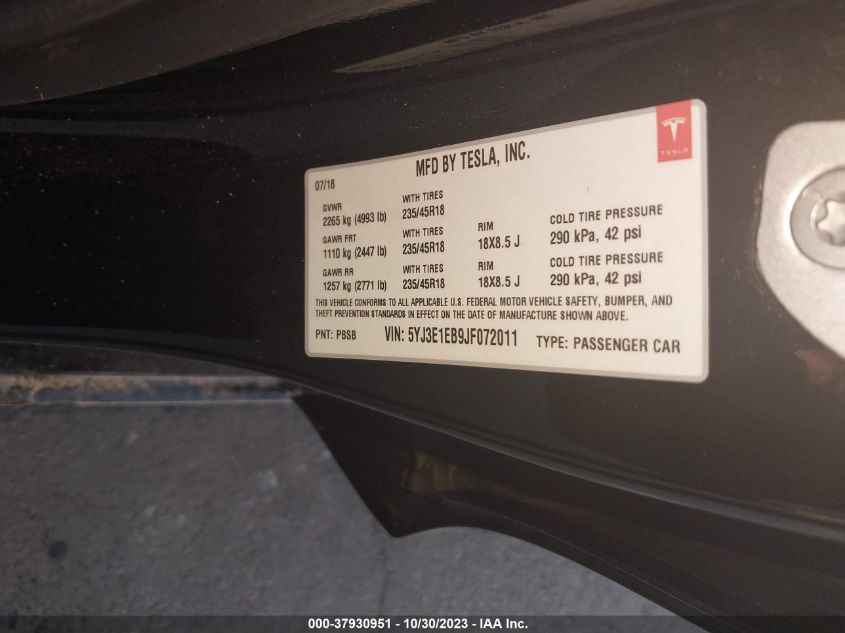 MFD BY TESLA, INC.
TESLA
07/18
GVWR
2265 kg (4993 lb)
WITH TIRES
235/45R18
GAWR FRT
1110 kg (2447 lb)
WITH TIRES
235/45R18
RIM
18X8.5 J
COLD TIRE PRESSURE
290 kPa, 42 psi
GAWR RR
1257 kg (2771 lb)
WITH TIRES
235/45R18
RIM
18X8.5 J
COLD TIRE PRESSURE
290 kPa, 42 psi
THIS VEHICLE CONFORMS TO ALL APPLICABLE U.S. FEDERAL MOTOR VEHICLE SAFETY, BUMPER, AND
THEFT PREVENTION STANDARDS IN EFFECT ON THE DATE OF MANUFACTURE SHOWN ABOVE.
PNT: PBSB VIN: 5YJ3E1EB9JF072011 TYPE: PASSENGER CAR
000-37930951 - 10/30/2023 - IAA Inc.